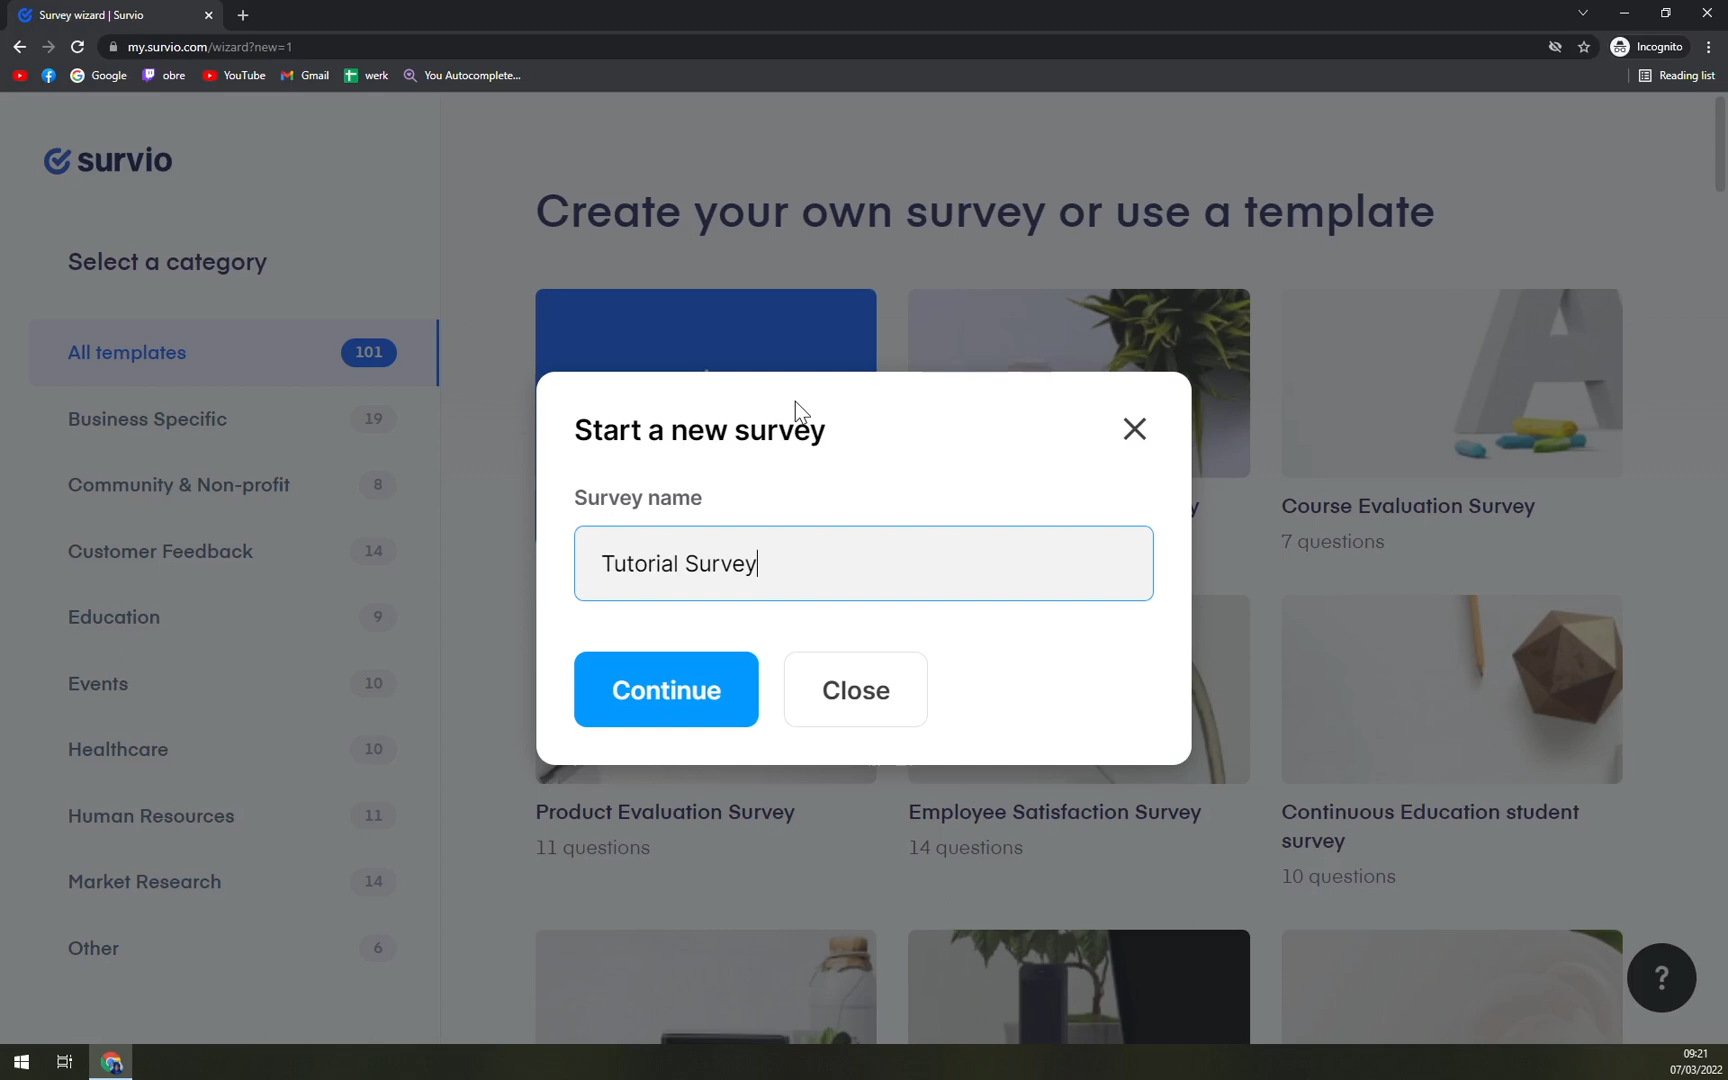 Survey wizard | Survio
my.survio.com/wizard?new=1
Incognito
Google
obre
YouTube
Gmail
werk
You Autocomplete...
Reading list
survio
Select a category
All templates 101
Business Specific 19
Community & Non-profit 8
Customer Feedback 14
Education 9
Events 10
Healthcare 10
Human Resources 11
Market Research 14
Other 6
Create your own survey or use a template
Start a new survey
Survey name
Tutorial Survey
Continue
Close
y
Course Evaluation Survey
7 questions
Product Evaluation Survey
11 questions
Employee Satisfaction Survey
14 questions
Continuous Education student
survey
10 questions
?
09:21
07/03/2022